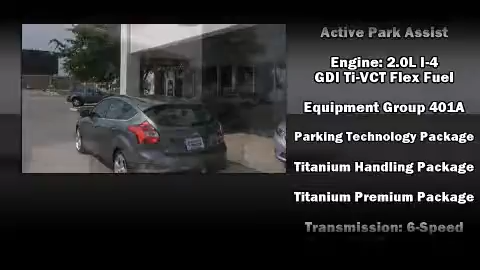 Active Park Assist
Engine: 2.0L I-4
GDI Ti-VCT Flex Fuel
Equipment Group 401A
Parking Technology Package
Titanium Handling Package
Titanium Premium Package
Transmission: 6-Speed